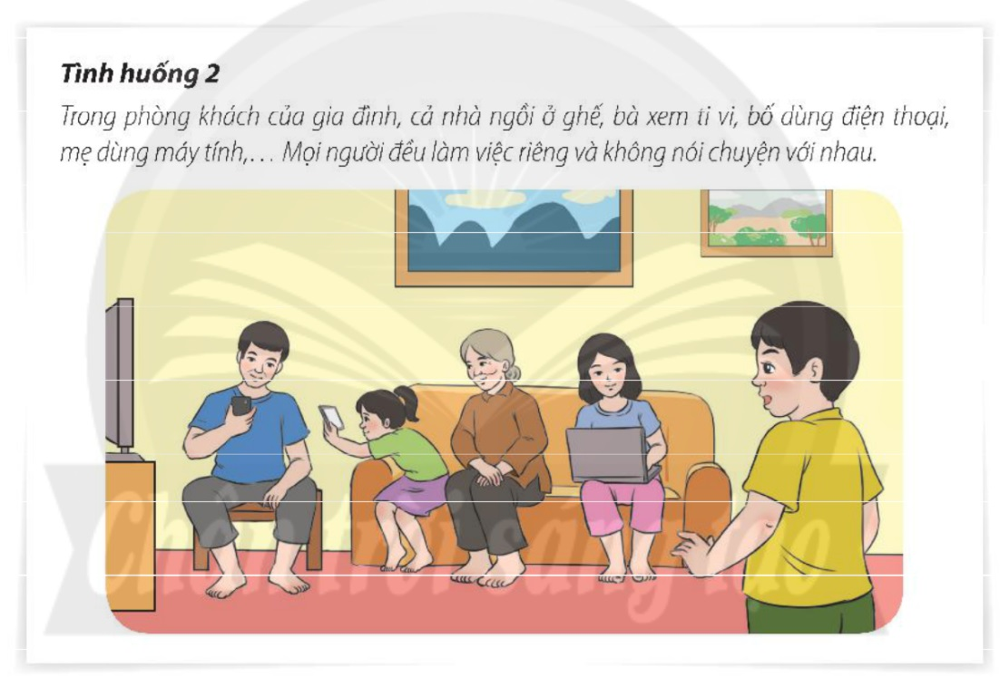 Tình huống 2
Trong phòng khách của gia đình, cả nhà ngồi ở ghế, bà xem ti vi, bố dùng điện thoại,
mẹ dùng máy tính,… Mọi người đều làm việc riêng và không nói chuyện với nhau.
Chân trời sáng tạo